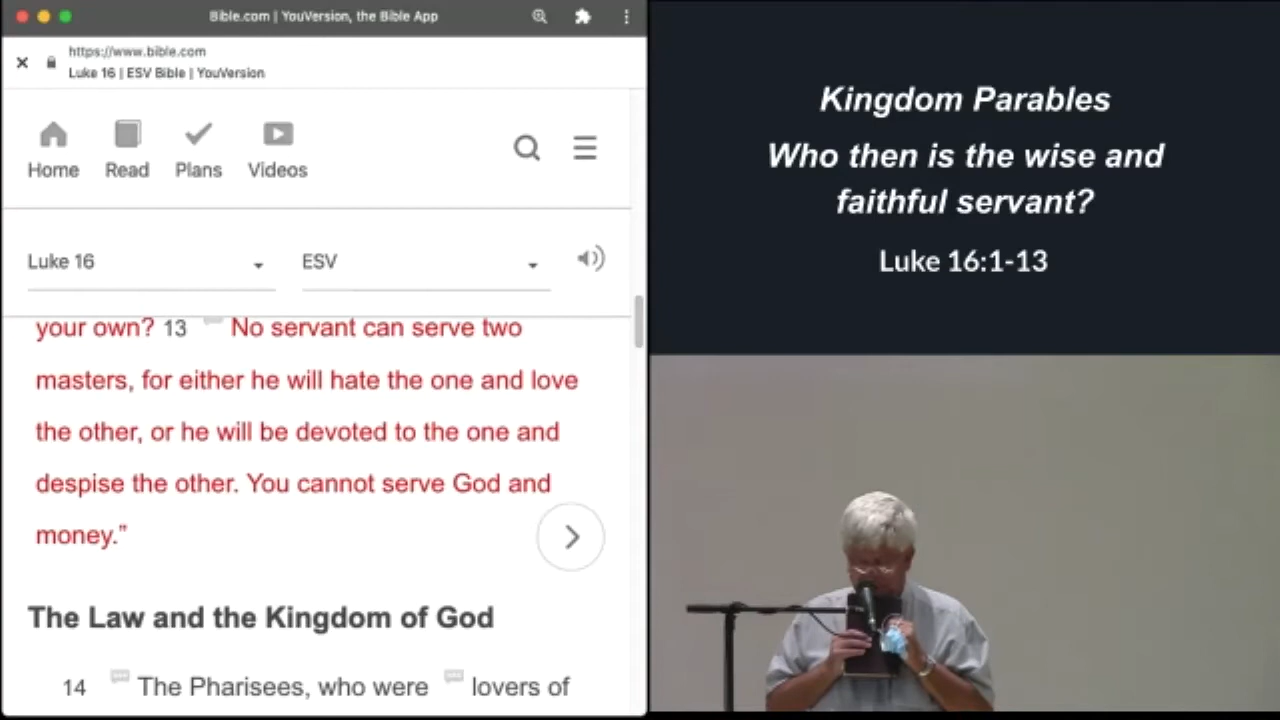 Bible.com | YouVersion, the Bible App
https://www.bible.com
Luke 16 | ESV Bible | YouVersion
Home Read Plans Videos
Luke 16 ESV
your own? 13 No servant can serve two
masters, for either he will hate the one and love
the other, or he will be devoted to the one and
despise the other. You cannot serve God and
money.”
The Law and the Kingdom of God
14 The Pharisees, who were lovers of
Kingdom Parables
Who then is the wise and
faithful servant?
Luke 16:1-13